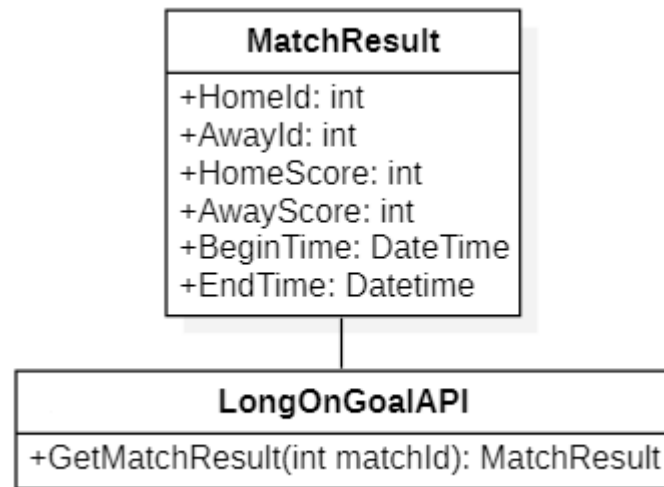 MatchResult
+HomeId: int
+AwayId: int
+HomeScore: int
+AwayScore: int
+BeginTime: DateTime
+EndTime: Datetime
LongOnGoalAPI
+GetMatchResult(int matchId): MatchResult